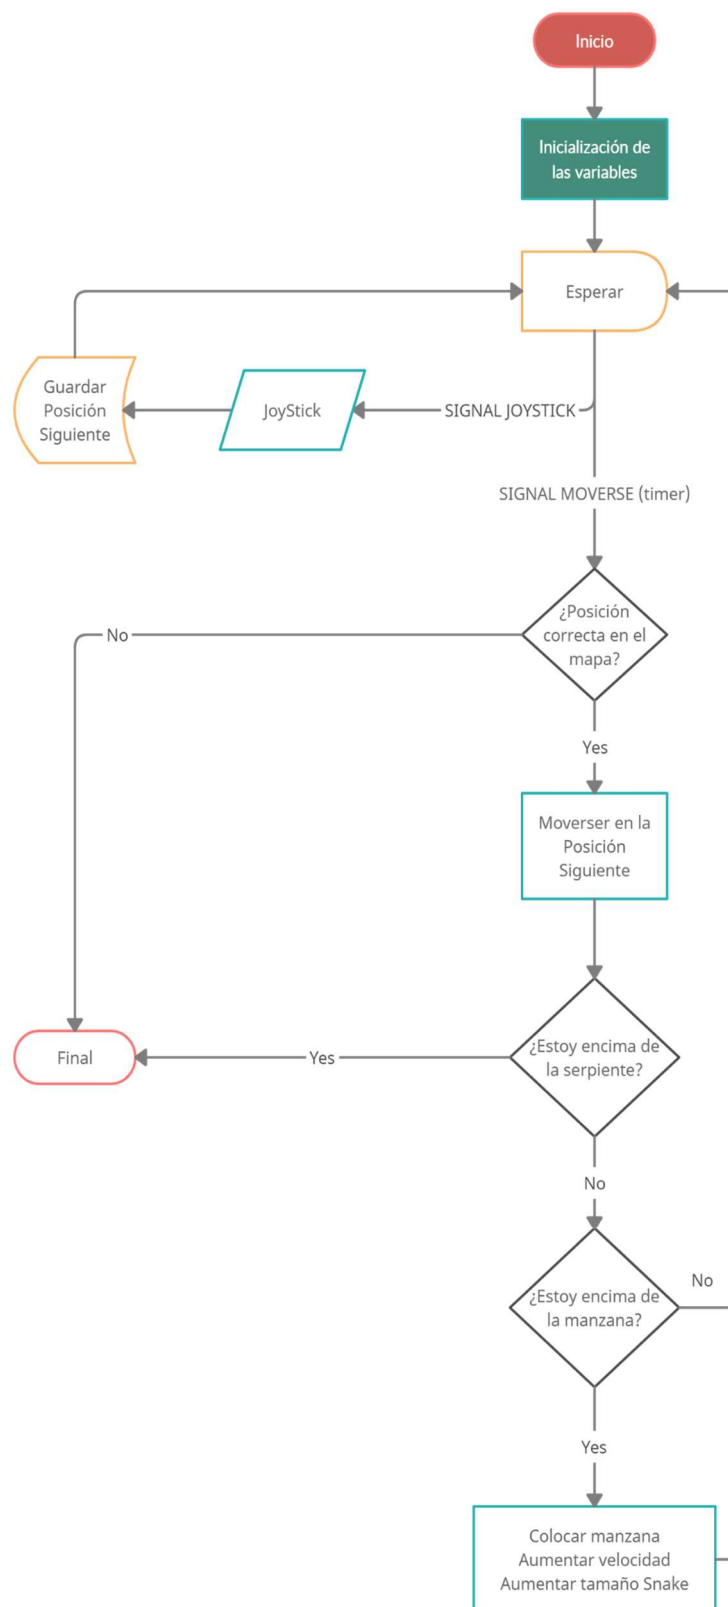 Inicio
Inicialización de
las variables
Esperar
Guardar
Posición
Siguiente
JoyStick
SIGNAL JOYSTICK
SIGNAL MOVERSE (timer)
¿Posición
correcta en el
mapa?
No
Yes
Moverser en la
Posición
Siguiente
¿Estoy encima de
la serpiente?
Final
Yes
No
¿Estoy encima de
la manzana?
No
Yes
Colocar manzana
Aumentar velocidad
Aumentar tamaño Snake